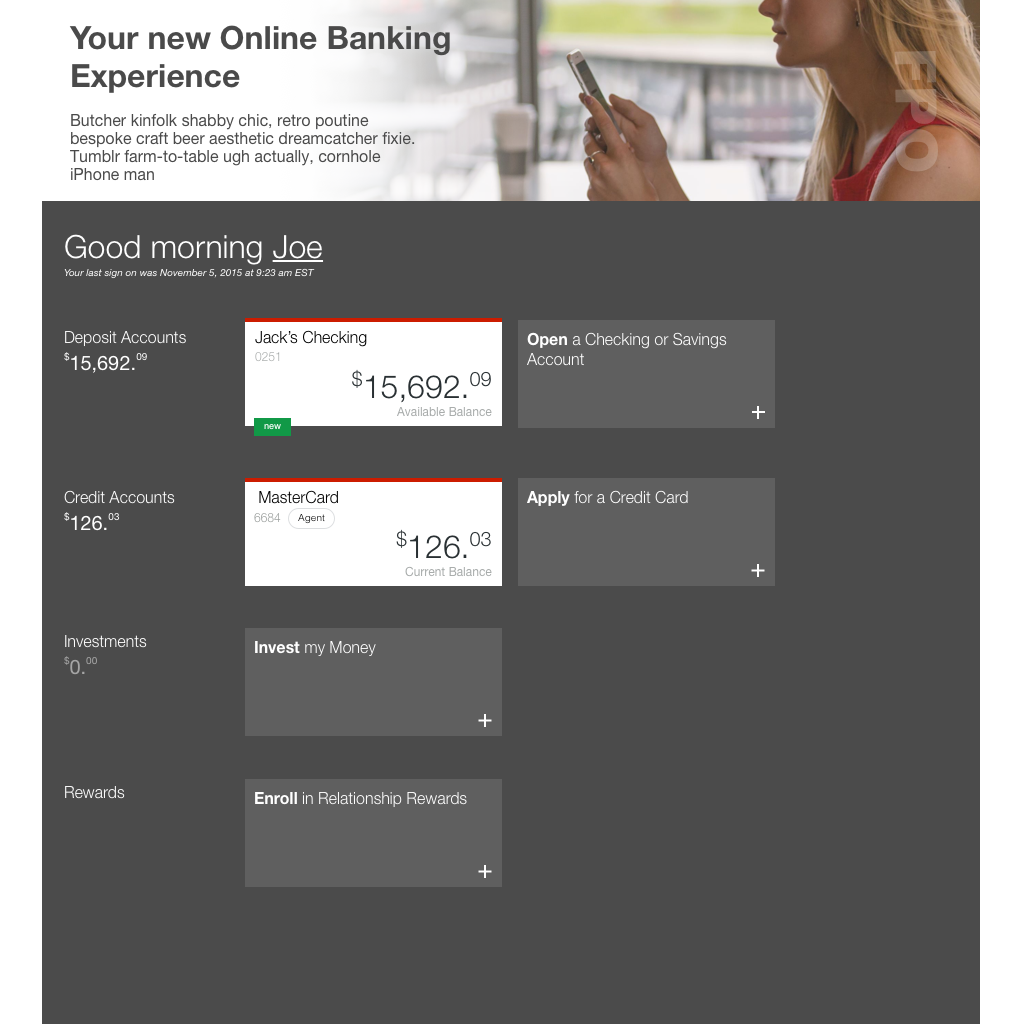 Your new Online Banking
Experience
Butcher kinfolk shabby chic, retro poutine
bespoke craft beer aesthetic dreamcatcher fixie.
Tumblr farm-to-table ugh actually, cornhole
iPhone man
FPO
Good morning Joe
Your last sign on was November 5, 2015 at 9:23 am EST
Deposit Accounts
$15,692.09
Jack's Checking
0251
$15,692.09
Available Balance
new
Open a Checking or Savings
Account
+
Credit Accounts
$126.03
MasterCard
6684 Agent
$126.03
Current Balance
Apply for a Credit Card
+
Investments
$0.00
Invest my Money
+
Rewards
Enroll in Relationship Rewards
+